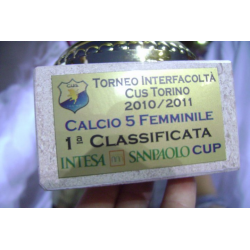 Torneo Interfacoltà
Cus Torino
2010/2011
Calcio 5 Femminile
1ª Classificata
INTESA SANPAOLO CUP